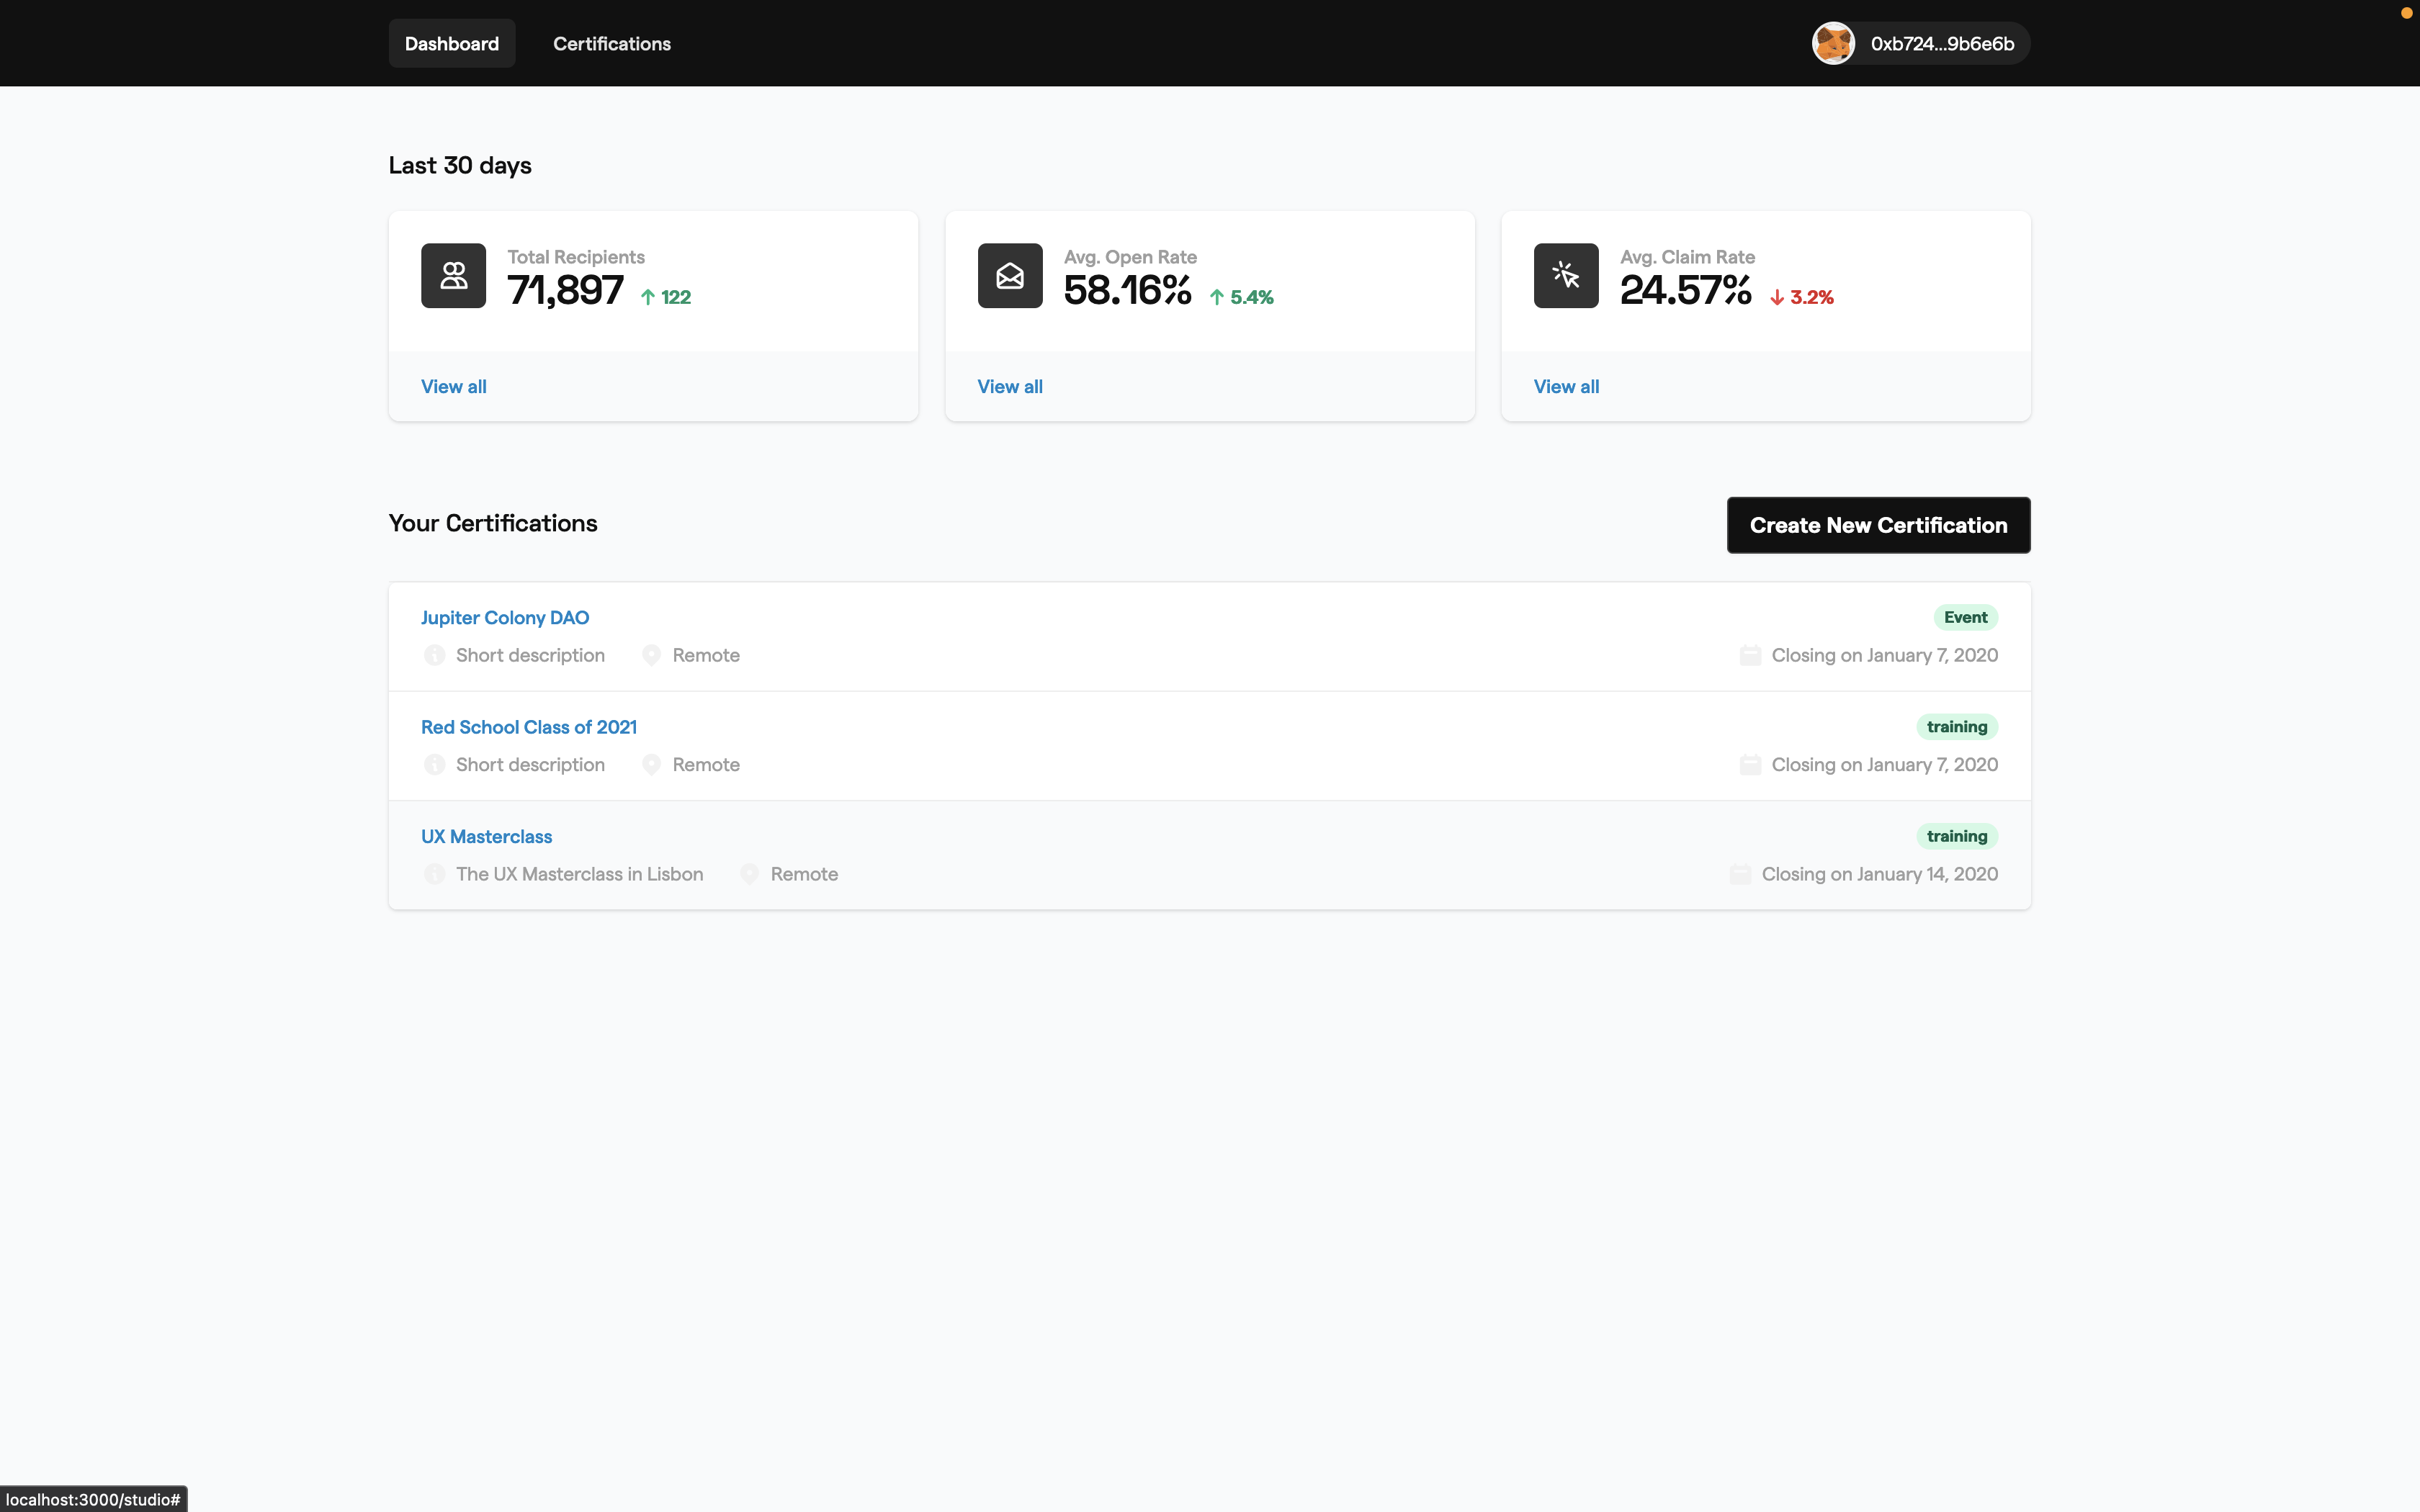 Dashboard
Certifications
0xb724...9b6e6b
Last 30 days
Total Recipients
71,897
122
View all
Avg. Open Rate
58.16%
5.4%
View all
Avg. Claim Rate
24.57%
3.2%
View all
Your Certifications
Create New Certification
Jupiter Colony DAO
Event
Short description
Remote
Closing on January 7, 2020
Red School Class of 2021
training
Short description
Remote
Closing on January 7, 2020
UX Masterclass
training
The UX Masterclass in Lisbon
Remote
Closing on January 14, 2020
localhost:3000/studio#